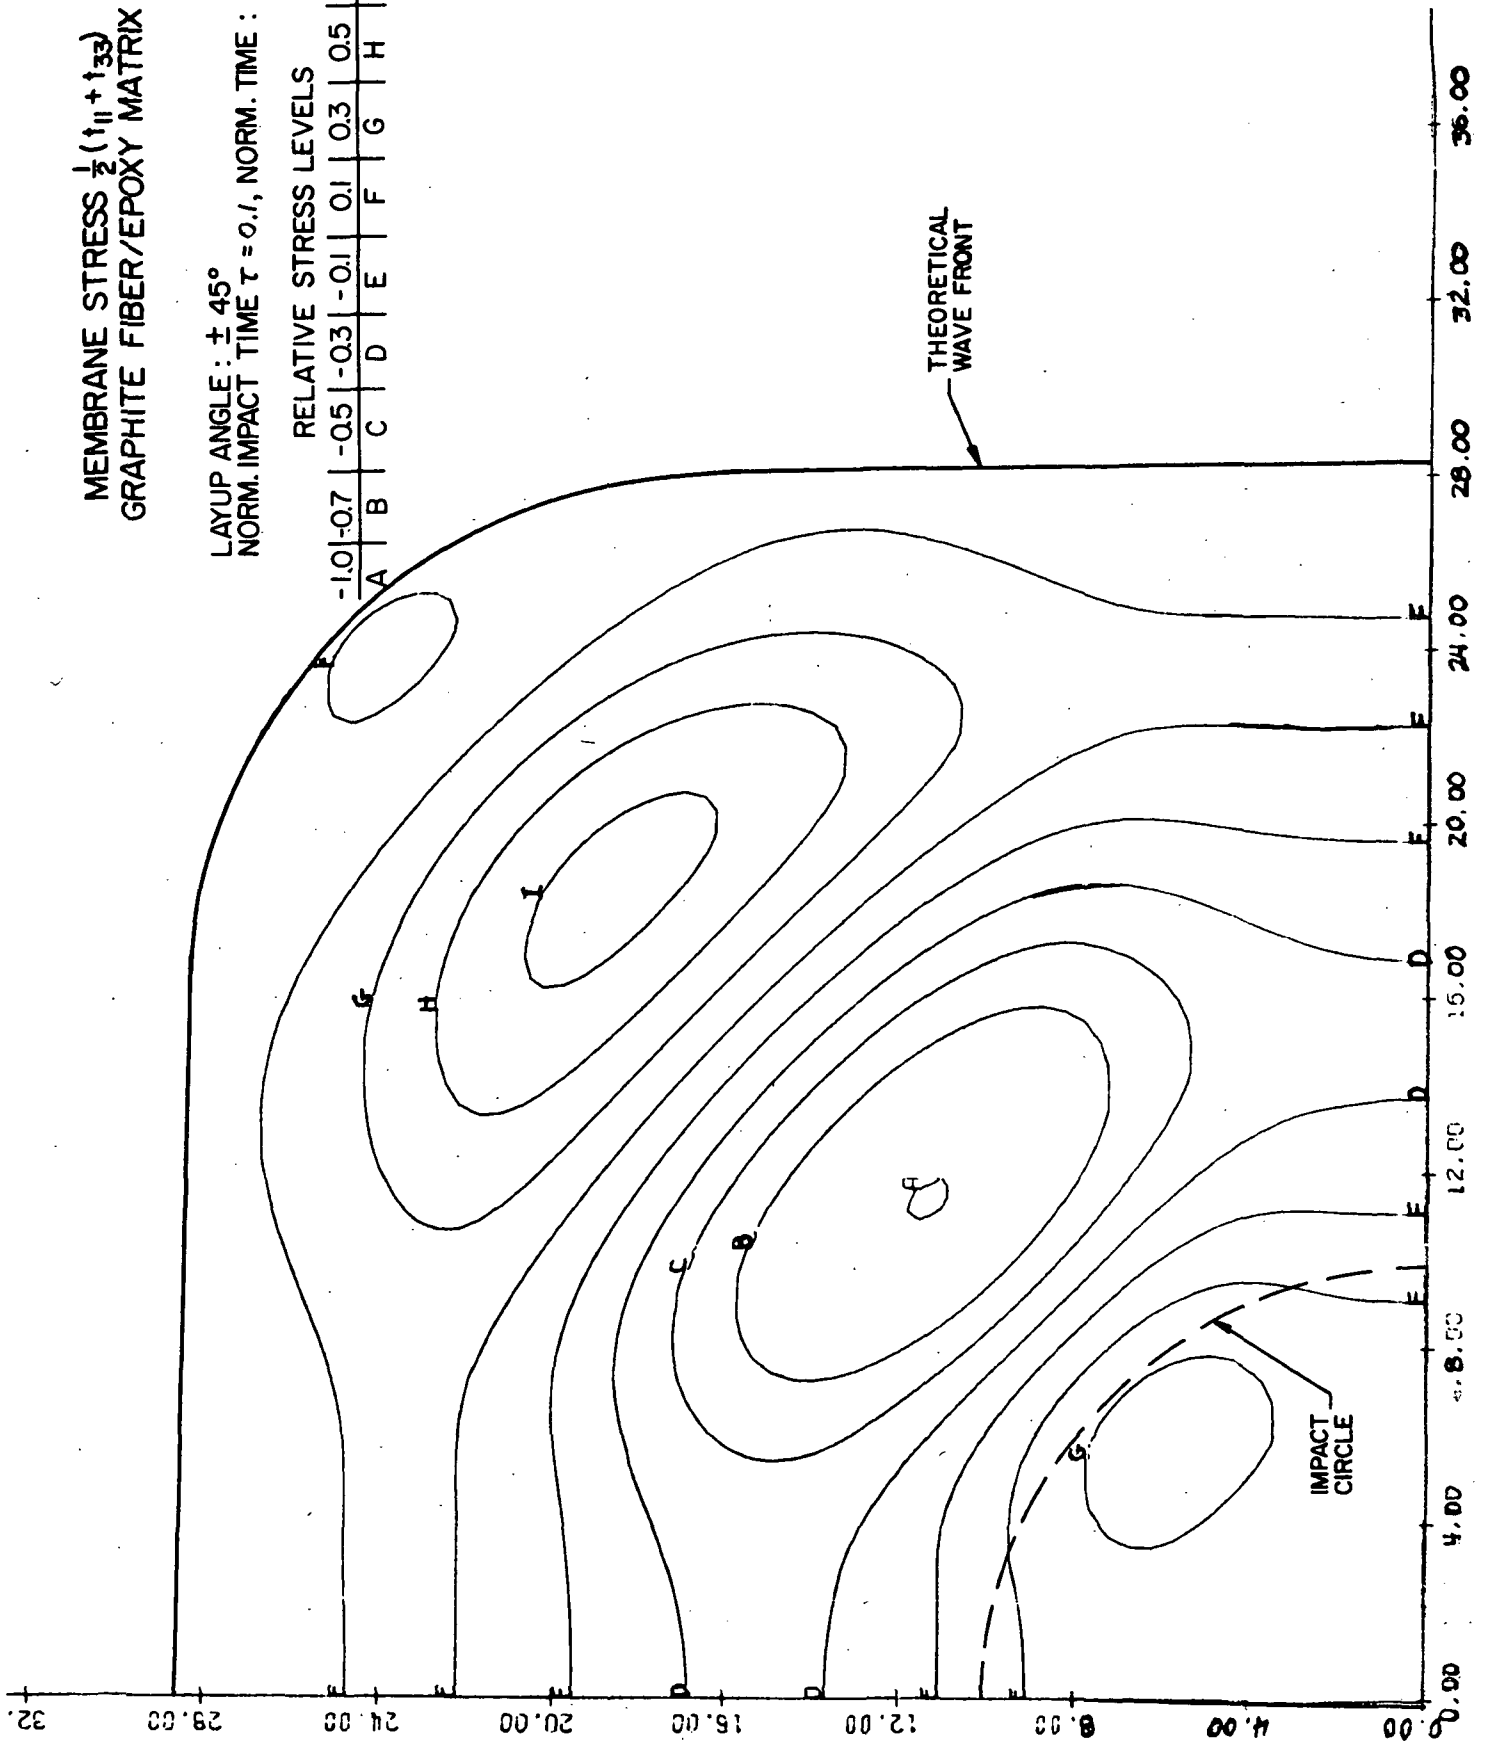 MEMBRANE STRESS ½ (t11 + t33)
GRAPHITE FIBER/EPOXY MATRIX
LAYUP ANGLE: ± 45°
NORM. IMPACT TIME τ = 0.1, NORM. TIME :
RELATIVE STRESS LEVELS
-1.0 | -0.7 | -0.5 | -0.3 | -0.1 | 0.1 | 0.3 | 0.5 |
A | B | C | D | E | F | G | H |
THEORETICAL
WAVE FRONT
IMPACT
CIRCLE
F
G
H
I
C
B
A
G
E
D
D
E
D
D
E
0.00 4.00 8.00 12.00 16.00 20.00 24.00 28.00 32.00 36.00
0.00 4.00 8.00 12.00 16.00 20.00 24.00 28.00 32.